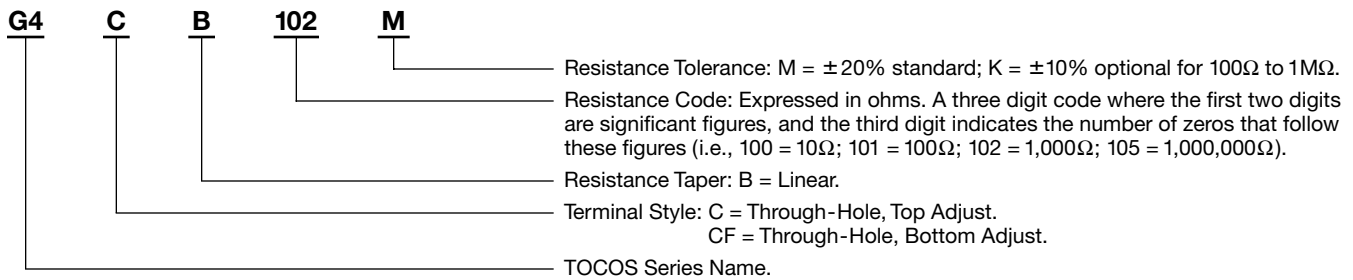 G4 C B 102 M
Resistance Tolerance: M = ±20% standard; K = ±10% optional for 100Ω to 1MΩ.
Resistance Code: Expressed in ohms. A three digit code where the first two digits
are significant figures, and the third digit indicates the number of zeros that follow
these figures (i.e., 100 = 10Ω; 101 = 100Ω; 102 = 1,000Ω; 105 = 1,000,000Ω).
Resistance Taper: B = Linear.
Terminal Style: C = Through-Hole, Top Adjust.
CF = Through-Hole, Bottom Adjust.
TOCOS Series Name.